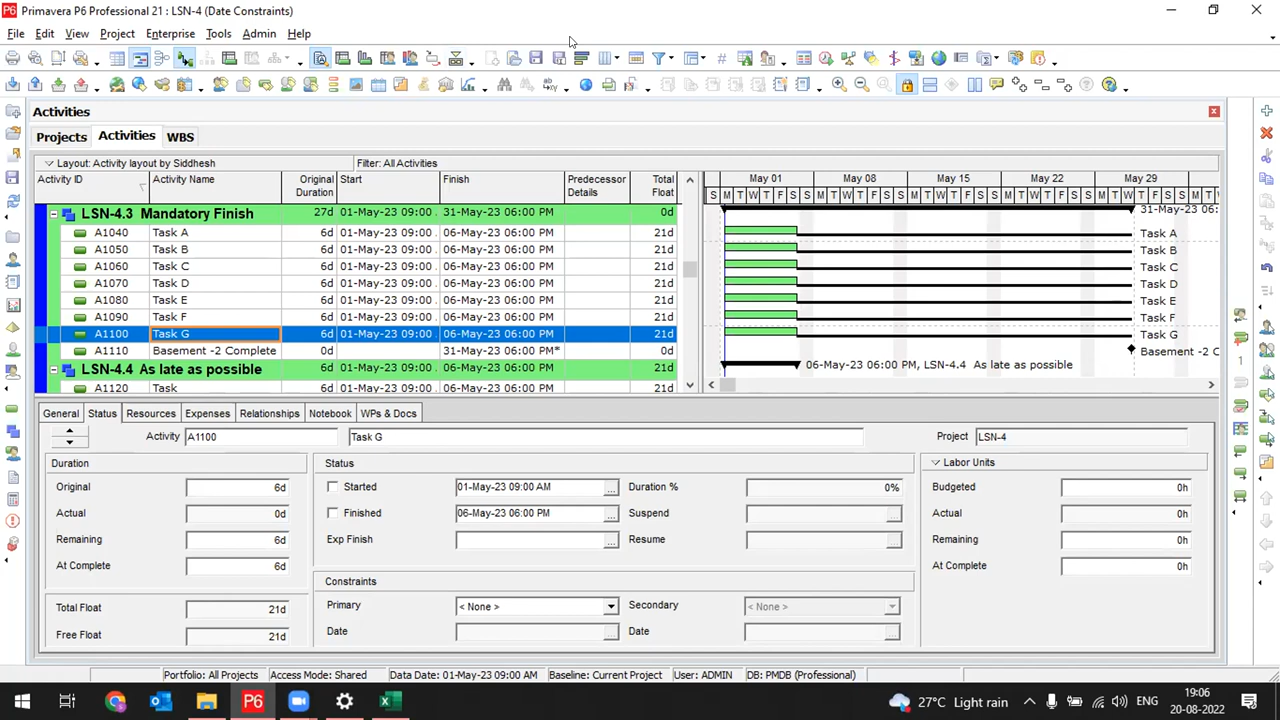 P6 Primavera P6 Professional 21 : LSN-4 (Date Constraints)
File Edit View Project Enterprise Tools Admin Help
Activities
Projects Activities WBS
Layout: Activity layout by Siddhesh Filter: All Activities
Activity ID Activity Name Original Duration Start Finish Predecessor Details Total Float
May 01 May 08 May 15 May 22 May 29
S M T W T F S S M T W T F S S M T W T F S S M T W T F S S M T W T F S S M
LSN-4.3 Mandatory Finish 27d 01-May-23 09:00 . 31-May-23 06:00 PM 0d 31-May-23 06:
A1040 Task A 6d 01-May-23 09:00 . 06-May-23 06:00 PM 21d Task A
A1050 Task B 6d 01-May-23 09:00 . 06-May-23 06:00 PM 21d Task B
A1060 Task C 6d 01-May-23 09:00 . 06-May-23 06:00 PM 21d Task C
A1070 Task D 6d 01-May-23 09:00 . 06-May-23 06:00 PM 21d Task D
A1080 Task E 6d 01-May-23 09:00 . 06-May-23 06:00 PM 21d Task E
A1090 Task F 6d 01-May-23 09:00 . 06-May-23 06:00 PM 21d Task F
A1100 Task G 6d 01-May-23 09:00 . 06-May-23 06:00 PM 21d Task G
A1110 Basement -2 Complete 0d 31-May-23 06:00 PM* 0d Basement -2 C
LSN-4.4 As late as possible 6d 01-May-23 09:00 . 06-May-23 06:00 PM 21d 06-May-23 06:00 PM, LSN-4.4 As late as possible
A1120 Task 6d 01-May-23 09:00 . 06-May-23 06:00 PM 21d
General Status Resources Expenses Relationships Notebook WPs & Docs
Activity A1100 Task G Project LSN-4
Duration Status Labor Units
Original 6d Started 01-May-23 09:00 AM ... Duration % 0% Budgeted 0h
Actual 0d Finished 06-May-23 06:00 PM ... Suspend ... Actual 0h
Remaining 6d Exp Finish ... Resume ... Remaining 0h
At Complete 6d At Complete 0h
Constraints
Total Float 21d Primary < None > Secondary < None >
Free Float 21d Date ... Date ...
Portfolio: All Projects Access Mode: Shared Data Date: 01-May-23 09:00 AM Baseline: Current Project User: ADMIN DB: PMDB (Professional)
P6 27°C Light rain ENG 19:06
20-08-2022